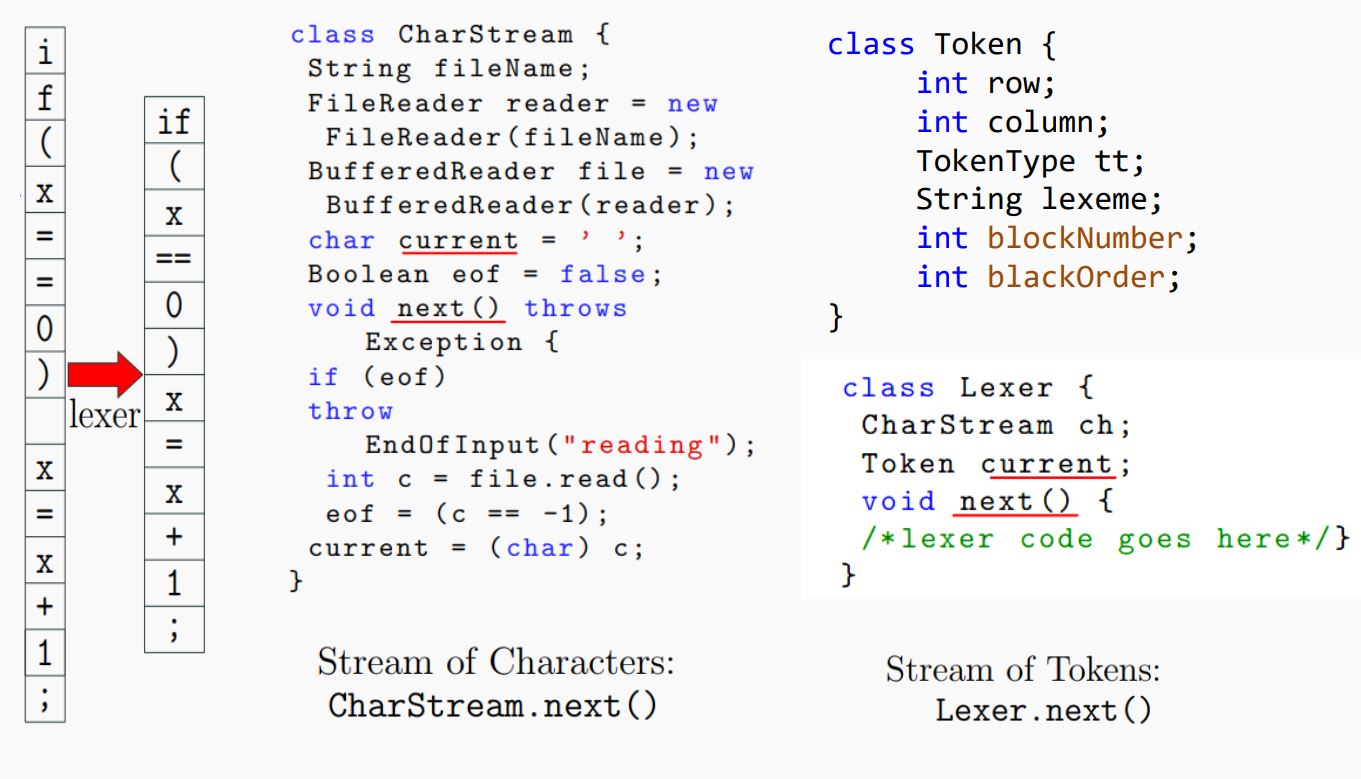 i
f
(
x
=
=
0
)
x
=
x
+
1
;
lexer
if
(
x
==
0
)
x
=
x
+
1
;
class CharStream {
String fileName;
FileReader reader = new
FileReader(fileName);
BufferedReader file = new
BufferedReader(reader);
char current = ' ';
Boolean eof = false;
void next() throws
Exception {
if (eof)
throw
EndOfInput("reading");
int c = file.read();
eof = (c == -1);
current = (char) c;
}
Stream of Characters:
CharStream.next()
class Token {
int row;
int column;
TokenType tt;
String lexeme;
int blockNumber;
int blackOrder;
}
class Lexer {
CharStream ch;
Token current;
void next() {
/*lexer code goes here*/}
}
Stream of Tokens:
Lexer.next()